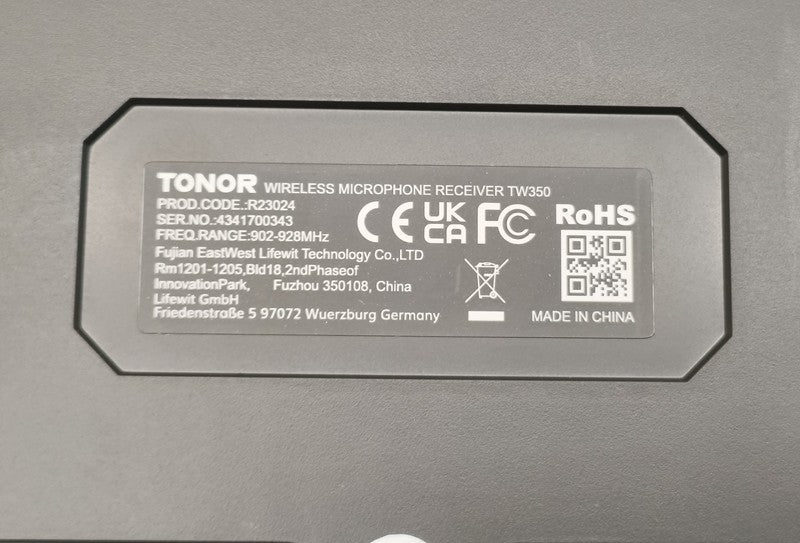 TONOR WIRELESS MICROPHONE RECEIVER TW350
PROD.CODE.:R23024
SER.NO.:4341700343
FREQ.RANGE:902-928MHz
CE UK CA FC RoHS
Fujian EastWest Lifewit Technology Co.,LTD
Rm1201-1205,Bld18,2ndPhaseof
InnovationPark, Fuzhou 350108, China
Lifewit GmbH
Friedenstraße 5 97072 Wuerzburg Germany
MADE IN CHINA